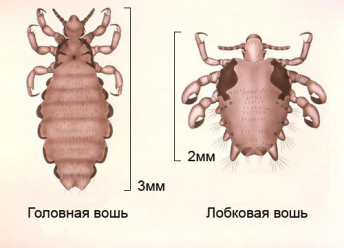 2мм
3мм
Головная вошь
Лобковая вошь